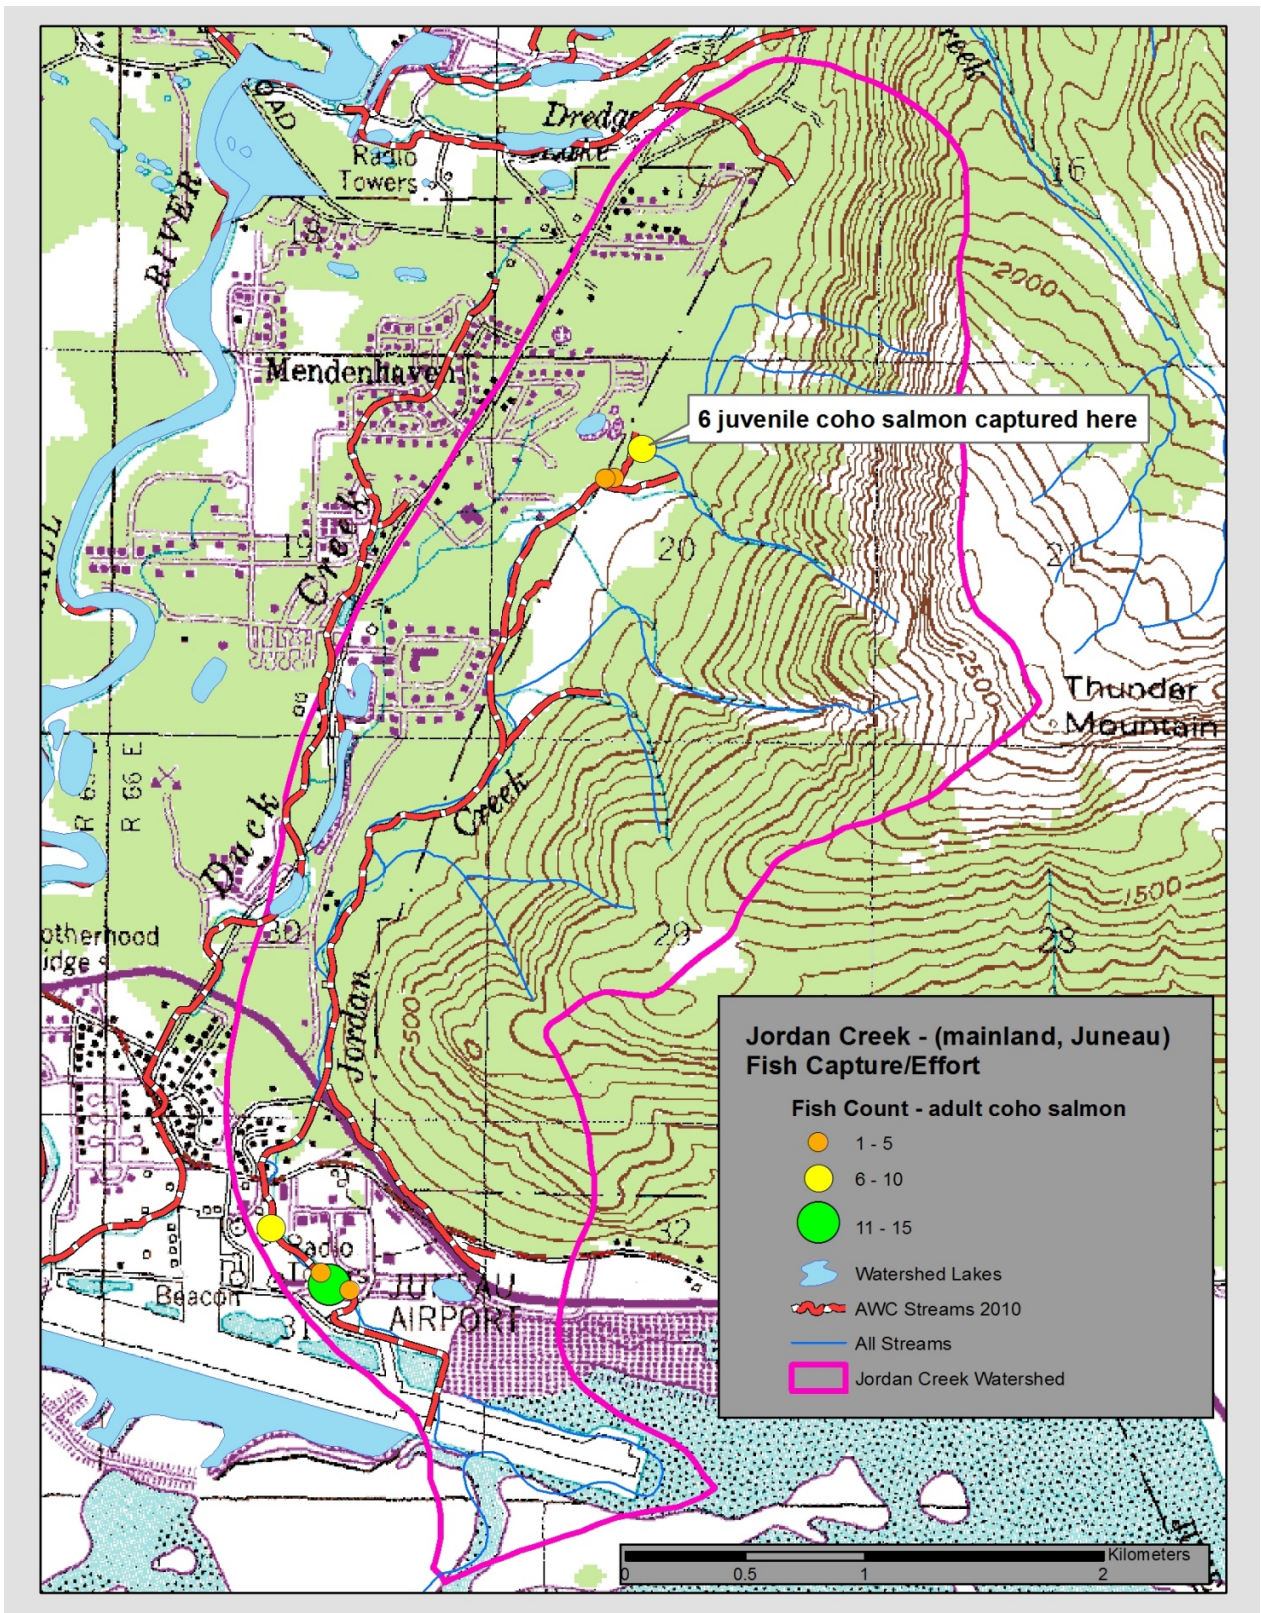 reek
OAD
Dredge
Lake
Radio
Towers
RIVER
16
17
18
2000
Mendenhaven
6 juvenile coho salmon captured here
19
20
21
Creek
2500
Thunder
Mountain
R 66 E
Duck
Creek
1500
otherhood
idge
30
29
28
Jordan
500
32
Radio
Beacon
JUNEAU
AIRPORT
31
Jordan Creek - (mainland, Juneau)
Fish Capture/Effort
Fish Count - adult coho salmon
1 - 5
6 - 10
11 - 15
Watershed Lakes
AWC Streams 2010
All Streams
Jordan Creek Watershed
Kilometers
0 0.5 1 2